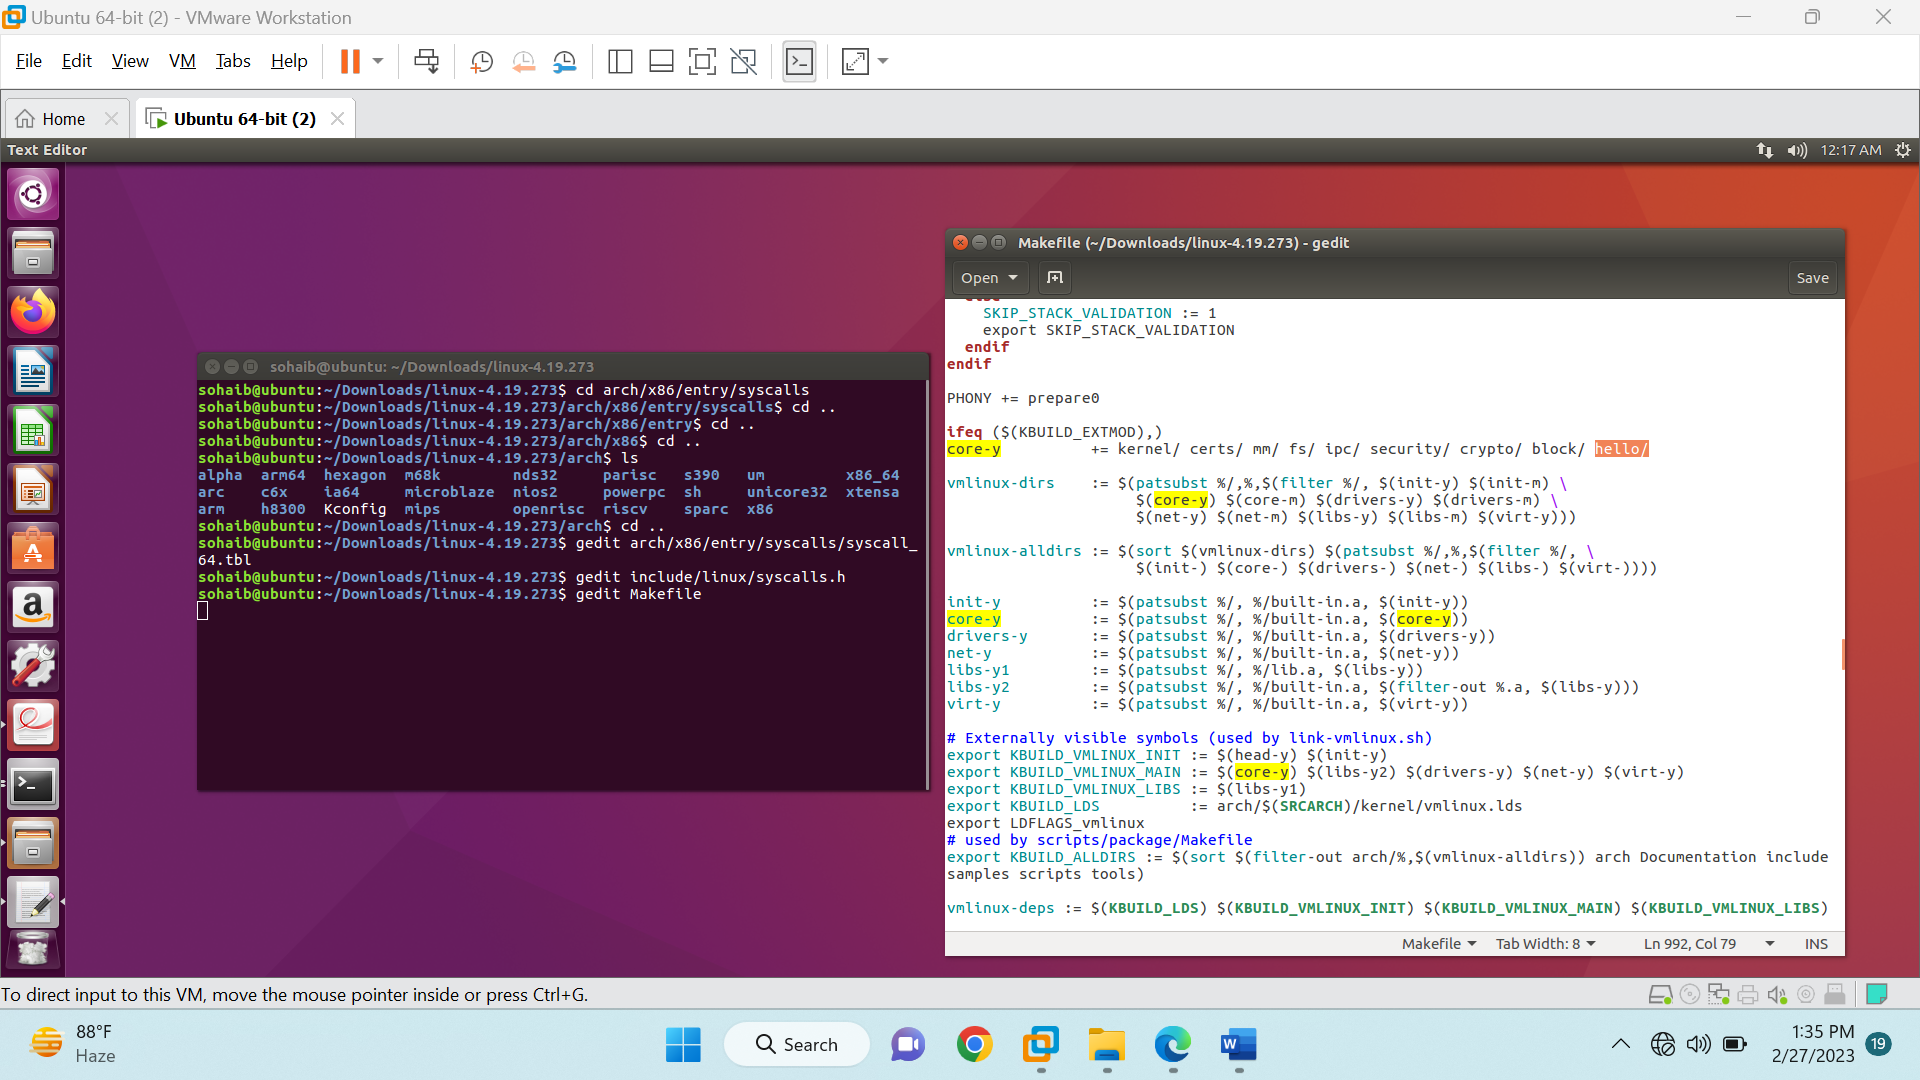 Ubuntu 64-bit (2) - VMware Workstation
File Edit View VM Tabs Help
Home
Ubuntu 64-bit (2)
Text Editor
12:17 AM
sohaib@ubuntu: ~/Downloads/linux-4.19.273
sohaib@ubuntu:~/Downloads/linux-4.19.273$ cd arch/x86/entry/syscalls
sohaib@ubuntu:~/Downloads/linux-4.19.273/arch/x86/entry/syscalls$ cd ..
sohaib@ubuntu:~/Downloads/linux-4.19.273/arch/x86/entry$ cd ..
sohaib@ubuntu:~/Downloads/linux-4.19.273/arch/x86$ cd ..
sohaib@ubuntu:~/Downloads/linux-4.19.273/arch$ ls
alpha arm64 hexagon m68k nds32 parisc s390 um x86_64
arc c6x ia64 microblaze nios2 powerpc sh unicore32 xtensa
arm h8300 Kconfig mips openrisc riscv sparc x86
sohaib@ubuntu:~/Downloads/linux-4.19.273/arch$ cd ..
sohaib@ubuntu:~/Downloads/linux-4.19.273$ gedit arch/x86/entry/syscalls/syscall_
64.tbl
sohaib@ubuntu:~/Downloads/linux-4.19.273$ gedit include/linux/syscalls.h
sohaib@ubuntu:~/Downloads/linux-4.19.273$ gedit Makefile
Makefile (~/Downloads/linux-4.19.273) - gedit
Open
Save
else
SKIP_STACK_VALIDATION := 1
export SKIP_STACK_VALIDATION
endif
endif
PHONY += prepare0
ifeq ($(KBUILD_EXTMOD),)
core-y += kernel/ certs/ mm/ fs/ ipc/ security/ crypto/ block/ hello/
vmlinux-dirs := $(patsubst %/,%,$(filter %/, $(init-y) $(init-m) \
$(core-y) $(core-m) $(drivers-y) $(drivers-m) \
$(net-y) $(net-m) $(libs-y) $(libs-m) $(virt-y)))
vmlinux-alldirs := $(sort $(vmlinux-dirs) $(patsubst %/,%,$(filter %/, \
$(init-) $(core-) $(drivers-) $(net-) $(libs-) $(virt-))))
init-y := $(patsubst %/, %/built-in.a, $(init-y))
core-y := $(patsubst %/, %/built-in.a, $(core-y))
drivers-y := $(patsubst %/, %/built-in.a, $(drivers-y))
net-y := $(patsubst %/, %/built-in.a, $(net-y))
libs-y1 := $(patsubst %/, %/lib.a, $(libs-y))
libs-y2 := $(patsubst %/, %/built-in.a, $(filter-out %.a, $(libs-y)))
virt-y := $(patsubst %/, %/built-in.a, $(virt-y))
# Externally visible symbols (used by link-vmlinux.sh)
export KBUILD_VMLINUX_INIT := $(head-y) $(init-y)
export KBUILD_VMLINUX_MAIN := $(core-y) $(libs-y2) $(drivers-y) $(net-y) $(virt-y)
export KBUILD_VMLINUX_LIBS := $(libs-y1)
export KBUILD_LDS := arch/$(SRCARCH)/kernel/vmlinux.lds
export LDFLAGS_vmlinux
# used by scripts/package/Makefile
export KBUILD_ALLDIRS := $(sort $(filter-out arch/%,$(vmlinux-alldirs)) arch Documentation include
samples scripts tools)
vmlinux-deps := $(KBUILD_LDS) $(KBUILD_VMLINUX_INIT) $(KBUILD_VMLINUX_MAIN) $(KBUILD_VMLINUX_LIBS)
Makefile Tab Width: 8 Ln 992, Col 79 INS
To direct input to this VM, move the mouse pointer inside or press Ctrl+G.
88°F
Haze
Search
1:35 PM
2/27/2023
19